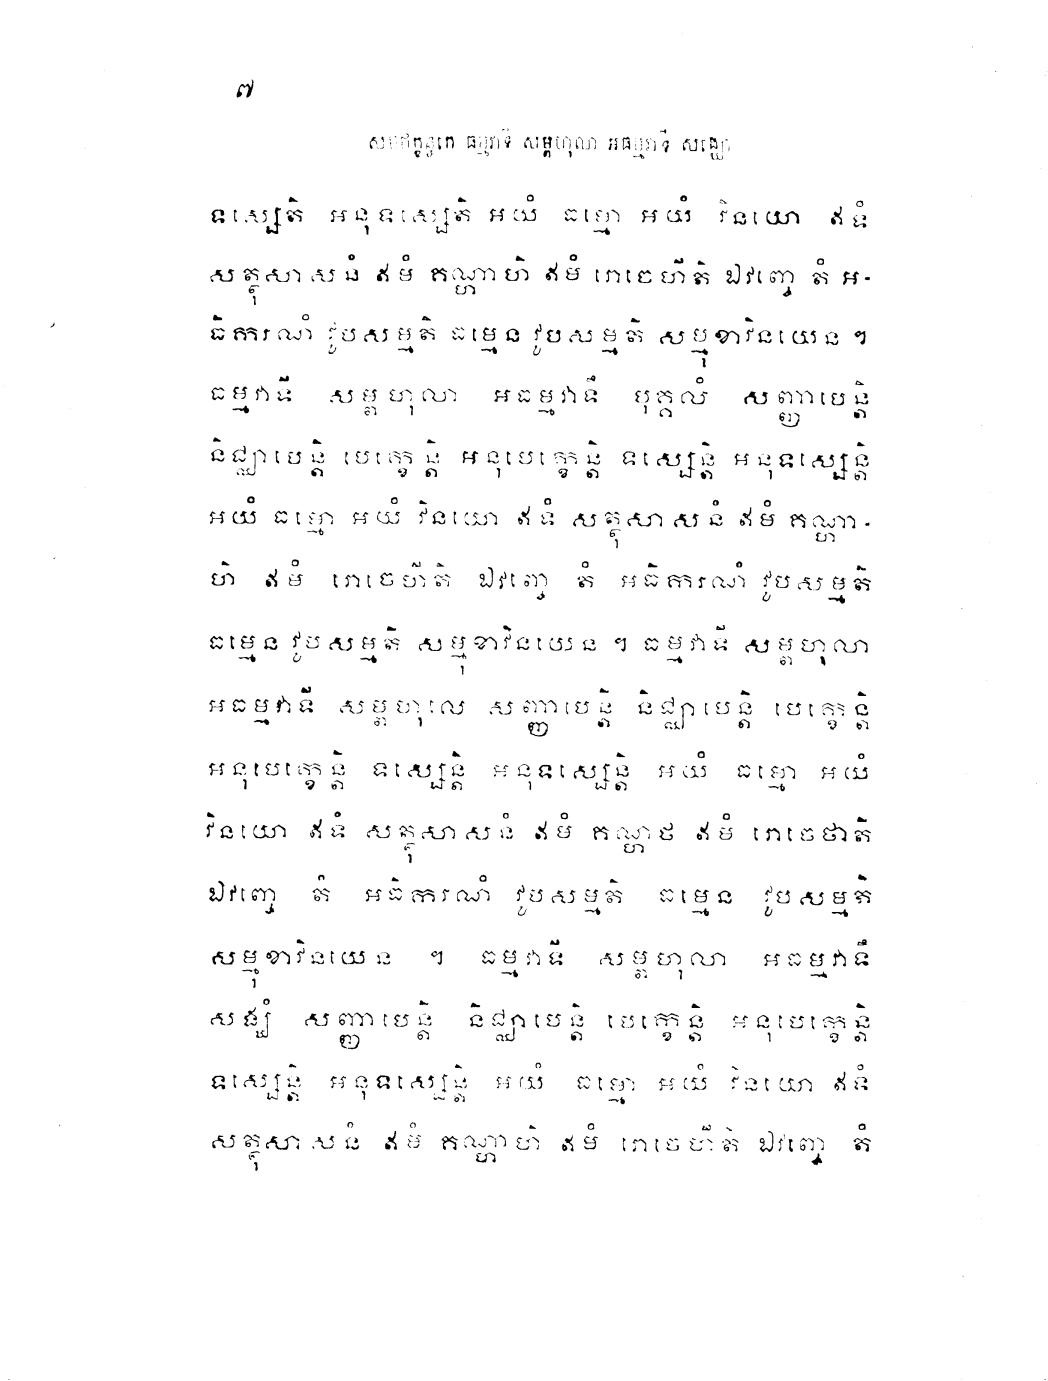 ៧
សមថក្ខន្ធកេ ធម្មវាទី សម្ពហុលា អធម្មវាទី សង្ឃោ
ទស្សេតិ អនុទស្សេតិ អយំ ធម្មោ អយំ វិនយោ ឥទំ
សត្ថុសាសនំ ឥមំ គណ្ហាហិ ឥមំ រោចេហីតិ ឯវញ្ចេ តំ អ-
ធិករណំ វូបសម្មតិ ធម្មេន វូបសម្មតិ សម្មុខាវិនយេន ។
ធម្មវាទី សម្ពហុលា អធម្មវាទឹ បុគ្គលំ សញ្ញាបេន្តិ
និជ្ឈាបេន្តិ បេក្ខេន្តិ អនុបេក្ខេន្តិ ទស្សេន្តិ អនុទស្សេន្តិ
អយំ ធម្មោ អយំ វិនយោ ឥទំ សត្ថុសាសនំ ឥមំ គណ្ហា-
ហិ ឥមំ រោចេហីតិ ឯវញ្ចេ តំ អធិករណំ វូបសម្មតិ
ធម្មេន វូបសម្មតិ សម្មុខាវិនយេន ។ ធម្មវាទី សម្ពហុលា
អធម្មវាទី សម្ពហុលេ សញ្ញាបេន្តិ និជ្ឈាបេន្តិ បេក្ខេន្តិ
អនុបេក្ខេន្តិ ទស្សេន្តិ អនុទស្សេន្តិ អយំ ធម្មោ អយំ
វិនយោ ឥទំ សត្ថុសាសនំ ឥមំ គណ្ហថ ឥមំ រោចេថាតិ
ឯវញ្ចេ តំ អធិករណំ វូបសម្មតិ ធម្មេន វូបសម្មតិ
សម្មុខាវិនយេន ។ ធម្មវាទី សម្ពហុលា អធម្មវាទឹ
សង្ឃំ សញ្ញាបេន្តិ និជ្ឈាបេន្តិ បេក្ខេន្តិ អនុបេក្ខេន្តិ
ទស្សេន្តិ អនុទស្សេន្តិ អយំ ធម្មោ អយំ វិនយោ ឥទំ
សត្ថុសាសនំ ឥមំ គណ្ហាហិ ឥមំ រោចេហីតិ ឯវញ្ចេ តំ